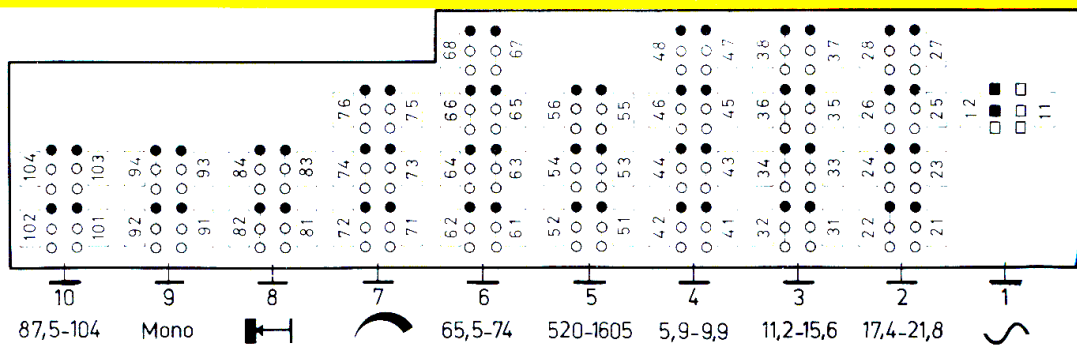 68 67 48 47 38 37 28 27
76 75 66 65 56 55 46 45 36 35 26 25 12 11
104 103 94 93 84 83 74 73 64 63 54 53 44 43 34 33 24 23
102 101 92 91 82 81 72 71 62 61 52 51 42 41 32 31 22 21
10 9 8 7 6 5 4 3 2 1
87,5-104 Mono 65,5-74 520-1605 5,9-9,9 11,2-15,6 17,4-21,8